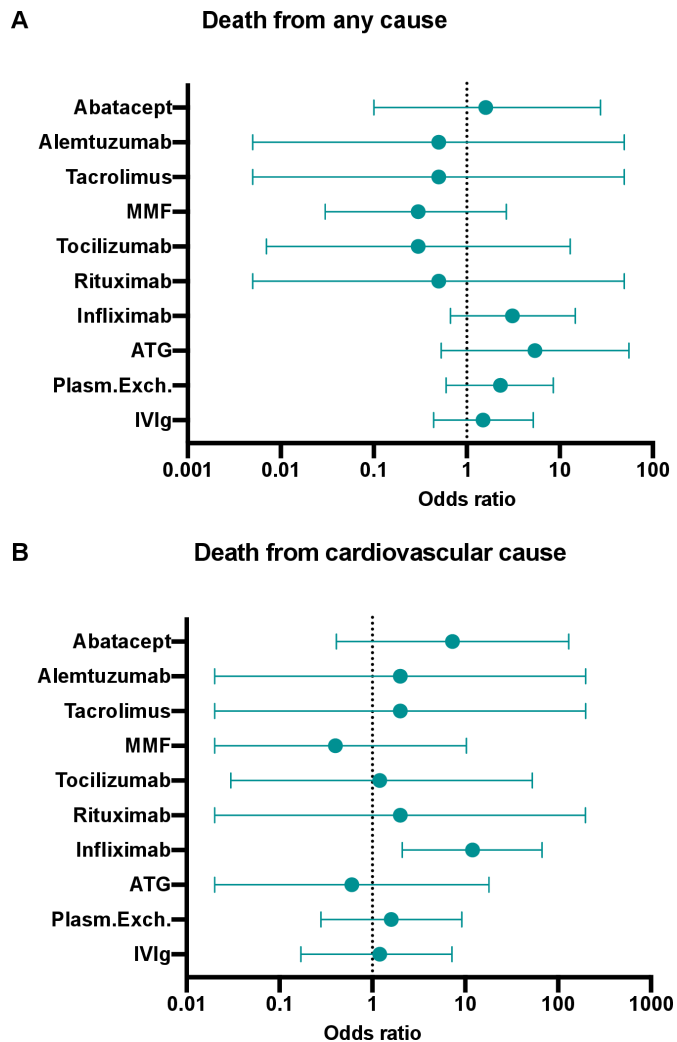 A
Death from any cause
Abatacept
Alemtuzumab
Tacrolimus
MMF
Tocilizumab
Rituximab
Infliximab
ATG
Plasm.Exch.
IVIg
0.001 0.01 0.1 1 10 100
Odds ratio
B
Death from cardiovascular cause
Abatacept
Alemtuzumab
Tacrolimus
MMF
Tocilizumab
Rituximab
Infliximab
ATG
Plasm.Exch.
IVIg
0.01 0.1 1 10 100 1000
Odds ratio